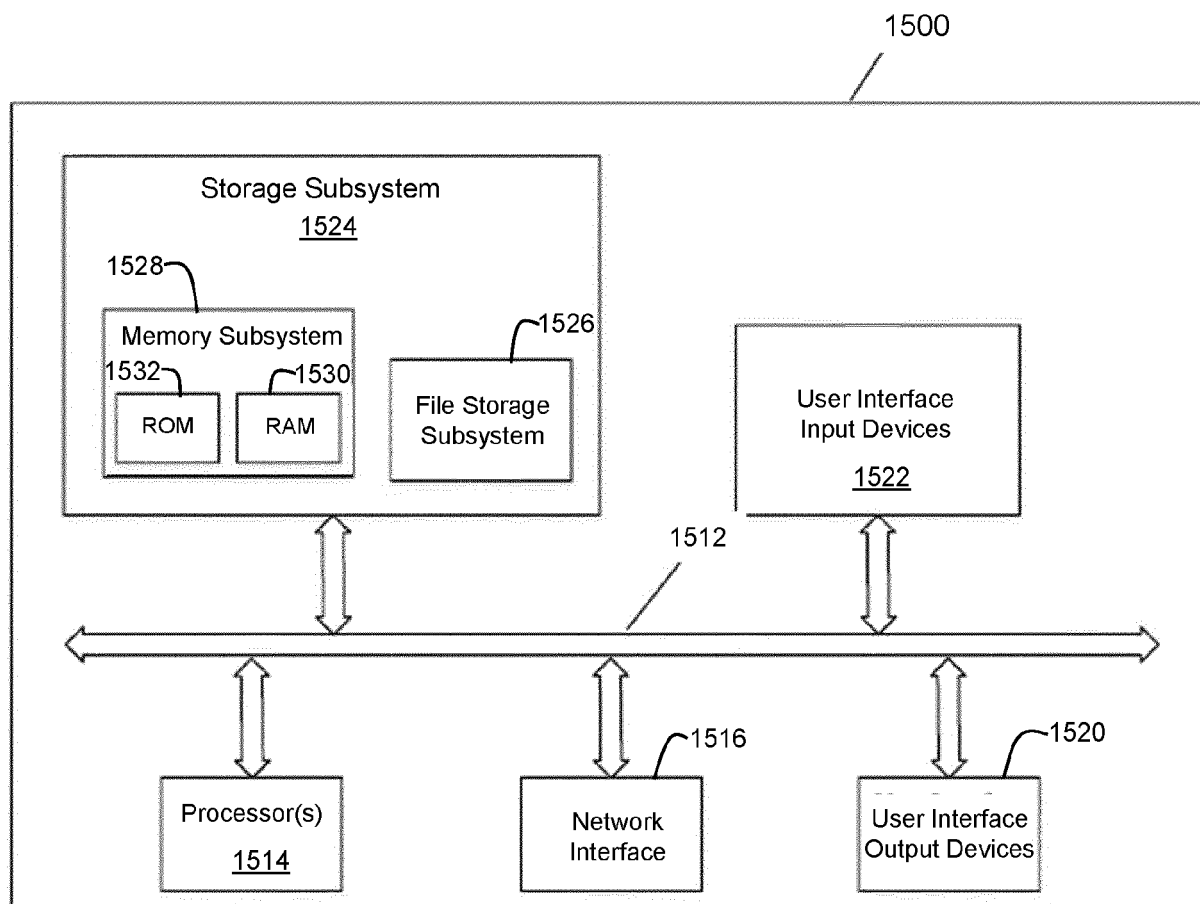 1500
Storage Subsystem
1524
1528
Memory Subsystem
1532
1530
ROM
RAM
1526
File Storage
Subsystem
User Interface
Input Devices
1522
1512
Processor(s)
1514
1516
Network
Interface
1520
User Interface
Output Devices